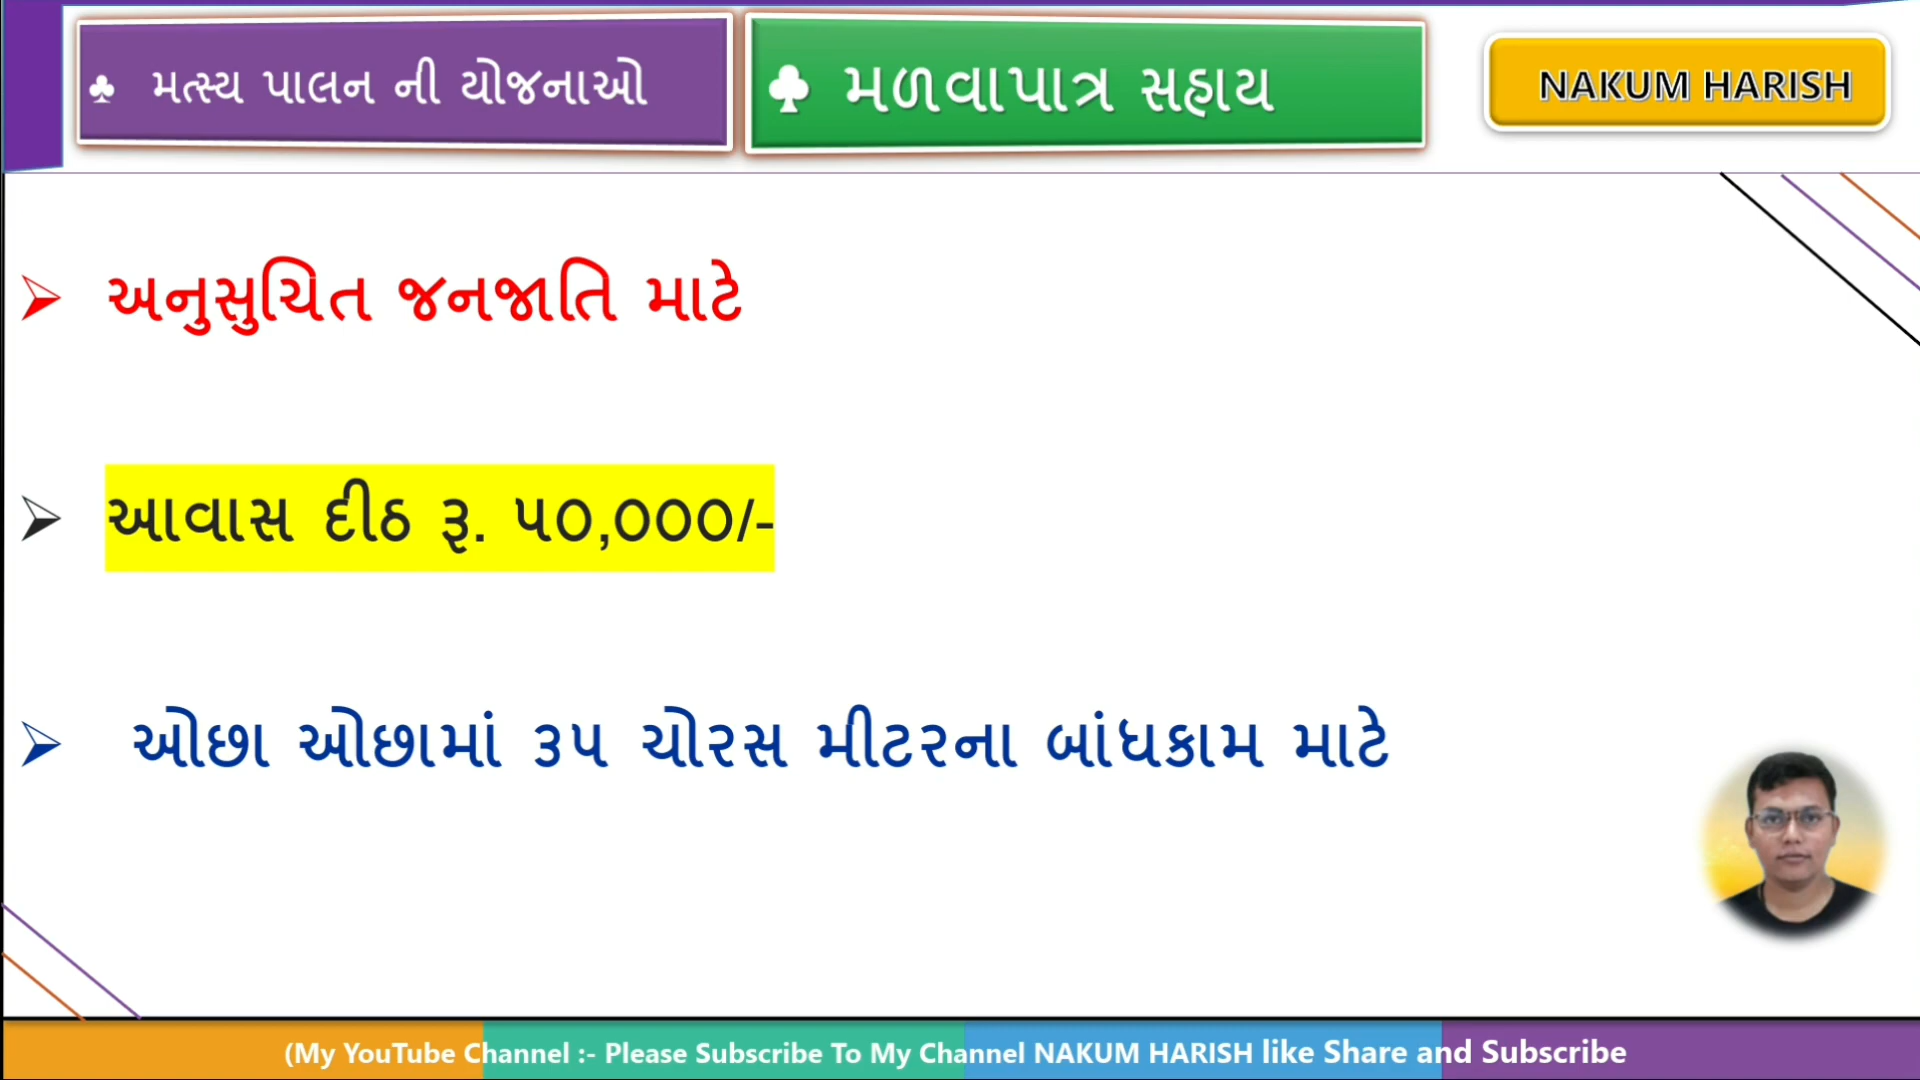 ♣ મત્સ્ય પાલન ની યોજનાઓ
♣ મળવાપાત્ર સહાય
NAKUM HARISH
➢ અનુસુચિત જનજાતિ માટે
➢ આવાસ દીઠ રૂ. ૫૦,૦૦૦/-
➢ ઓછા ઓછામાં ૩૫ ચોરસ મીટરના બાંધકામ માટે
(My YouTube Channel :- Please Subscribe To My Channel NAKUM HARISH like Share and Subscribe